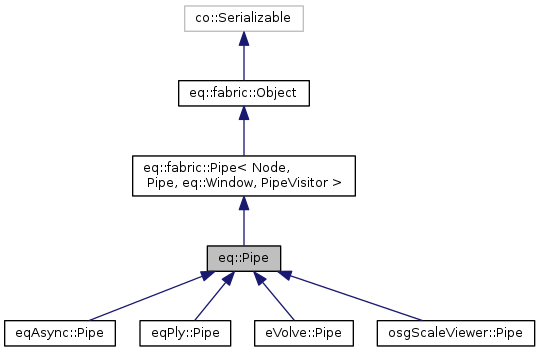 co::Serializable
eq::fabric::Object
eq::fabric::Pipe< Node,
Pipe, eq::Window, PipeVisitor >
eq::Pipe
eqAsync::Pipe
eqPly::Pipe
eVolve::Pipe
osgScaleViewer::Pipe